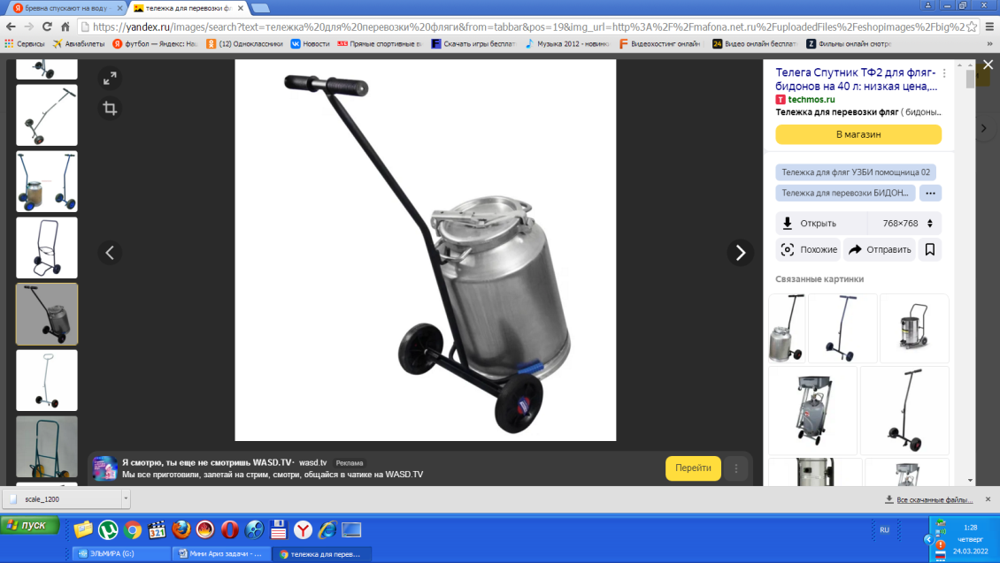 бревна спускают на воду -
тележка для перевозки ф
https://yandex.ru/images/search?text=тележка%20для%20перевозки%20фляги&from=tabbar&pos=19&img_url=http%3A%2F%2Fmafona.net.ru%2FuploadedFiles%2Feshopimages%2Fbig%2
Сервисы
Авиабилеты
футбол — Яндекс: На
(12) Одноклассники
Новости
LIVE Прямые спортивные
Скачать игры бесплат
Музыка 2012 - новинк
Видеохостинг онлайн
24 Видео онлайн бесплат
Фильмы онлайн смотр
»
Телега Спутник ТФ2 для фляг-
бидонов на 40 л: низкая цена,...
T techmos.ru
Тележка для перевозки фляг ( бидоны..
В магазин
Тележка для фляг УЗБИ помощница 02
Тележка для перевозки БИДОН...
Открыть
768×768
Похожие
Отправить
Связанные картинки
Я смотрю, ты еще не смотришь WASD.TV · wasd.tv Реклама
Мы все приготовили, залетай на стрим, смотри, общайся в чатике на WASD.TV
Перейти
scale_1200
Все скачанные файлы...
пуск
321
RU
1:28
четверг
24.03.2022
ЭЛЬМИРА (G:)
Мини Ариз задачи - ...
тележка для перев...